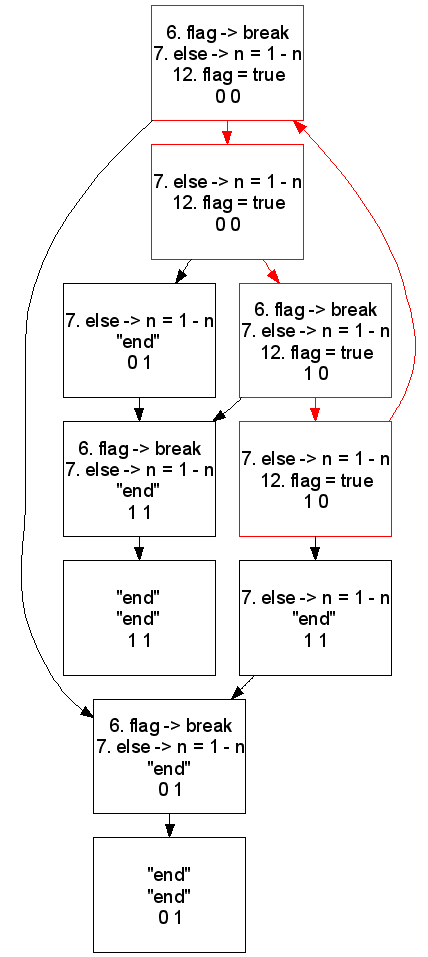 6. flag -> break
7. else -> n = 1 - n
12. flag = true
0 0
7. else -> n = 1 - n
12. flag = true
0 0
7. else -> n = 1 - n
"end"
0 1
6. flag -> break
7. else -> n = 1 - n
12. flag = true
1 0
6. flag -> break
7. else -> n = 1 - n
"end"
1 1
7. else -> n = 1 - n
12. flag = true
1 0
"end"
"end"
1 1
7. else -> n = 1 - n
"end"
1 1
6. flag -> break
7. else -> n = 1 - n
"end"
0 1
"end"
"end"
0 1